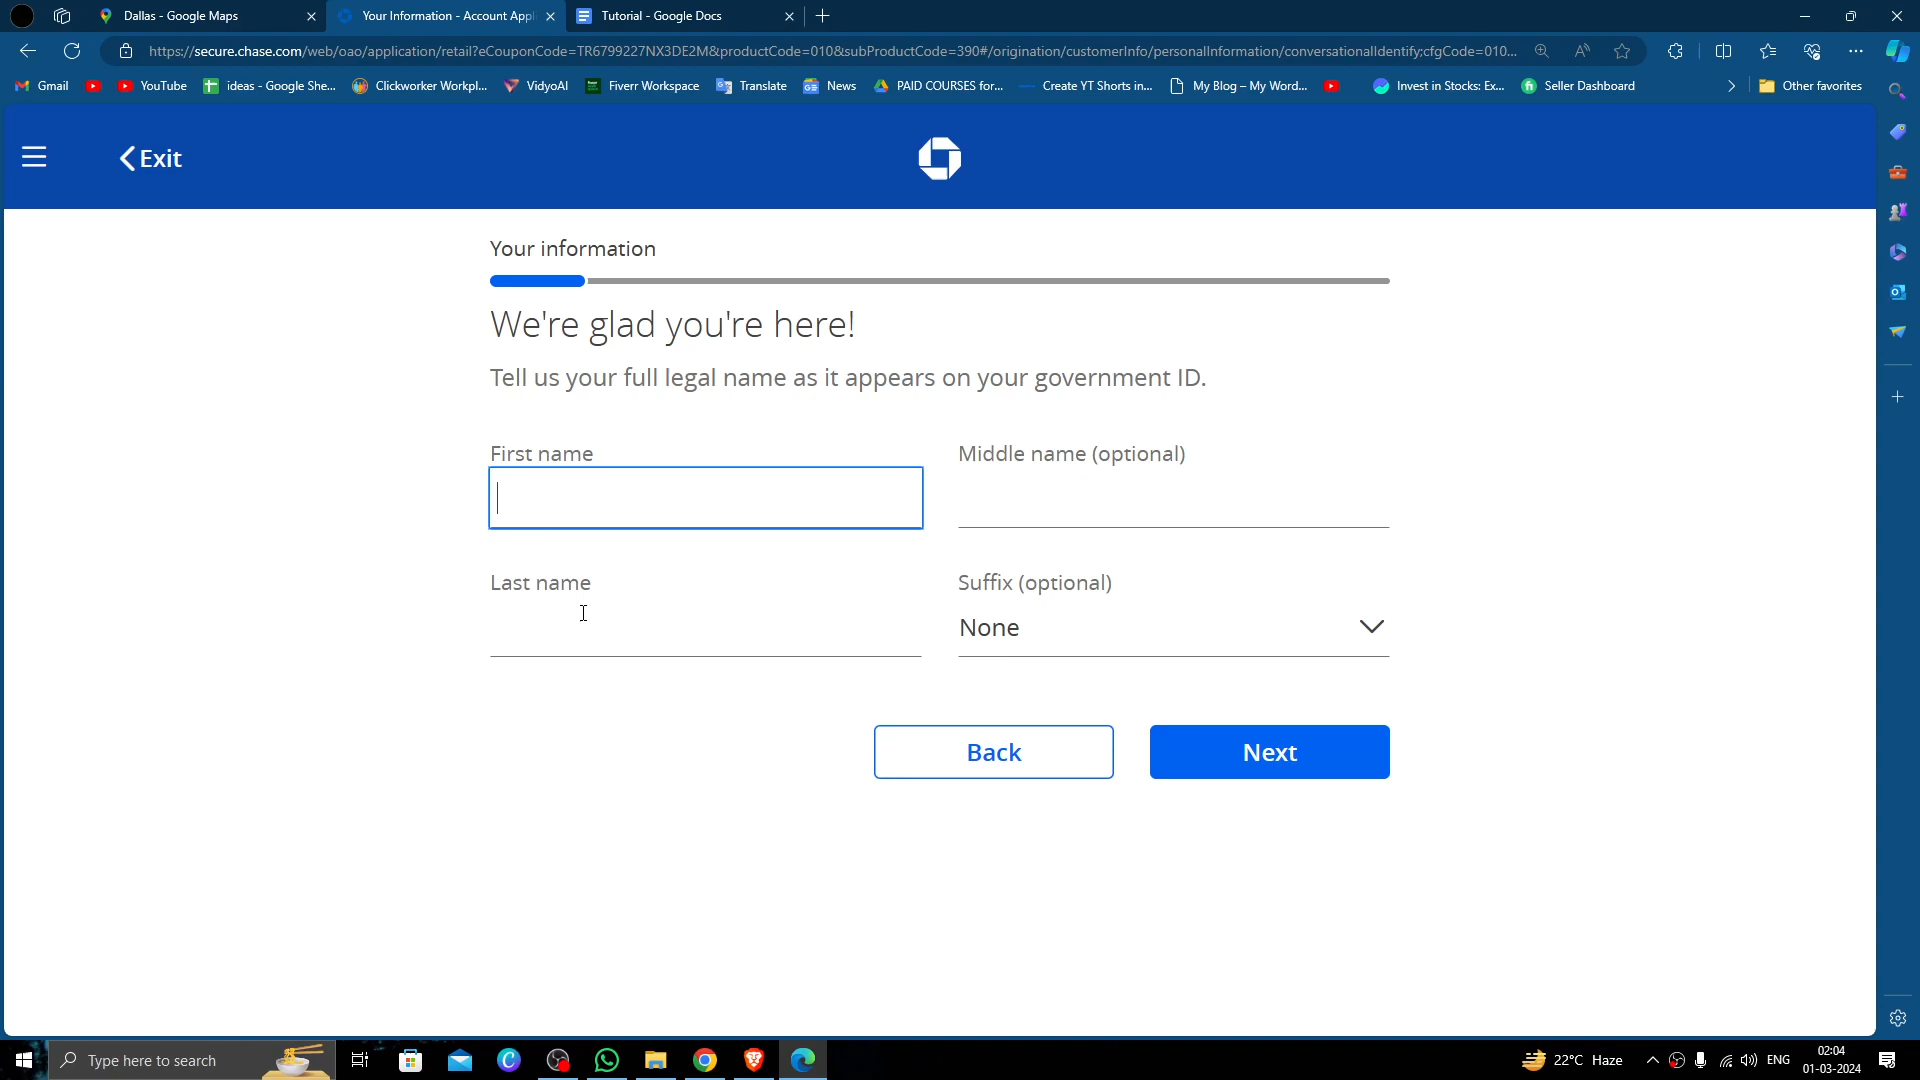 Dallas - Google Maps
Your Information - Account Appl
Tutorial - Google Docs
https://secure.chase.com/web/oao/application/retail?eCouponCode=TR6799227NX3DE2M&productCode=010&subProductCode=390#/origination/customerInfo/personalInformation/conversationalIdentify;cfgCode=010...
Gmail
YouTube
ideas - Google She...
Clickworker Workpl...
VidyoAI
Fiverr Workspace
Translate
News
PAID COURSES for...
Create YT Shorts in...
My Blog – My Word...
Invest in Stocks: Ex...
Seller Dashboard
Other favorites
Exit
Your information
We're glad you're here!
Tell us your full legal name as it appears on your government ID.
First name
Middle name (optional)
Last name
Suffix (optional)
None
Back
Next
Type here to search
22°C Haze
ENG
02:04
01-03-2024